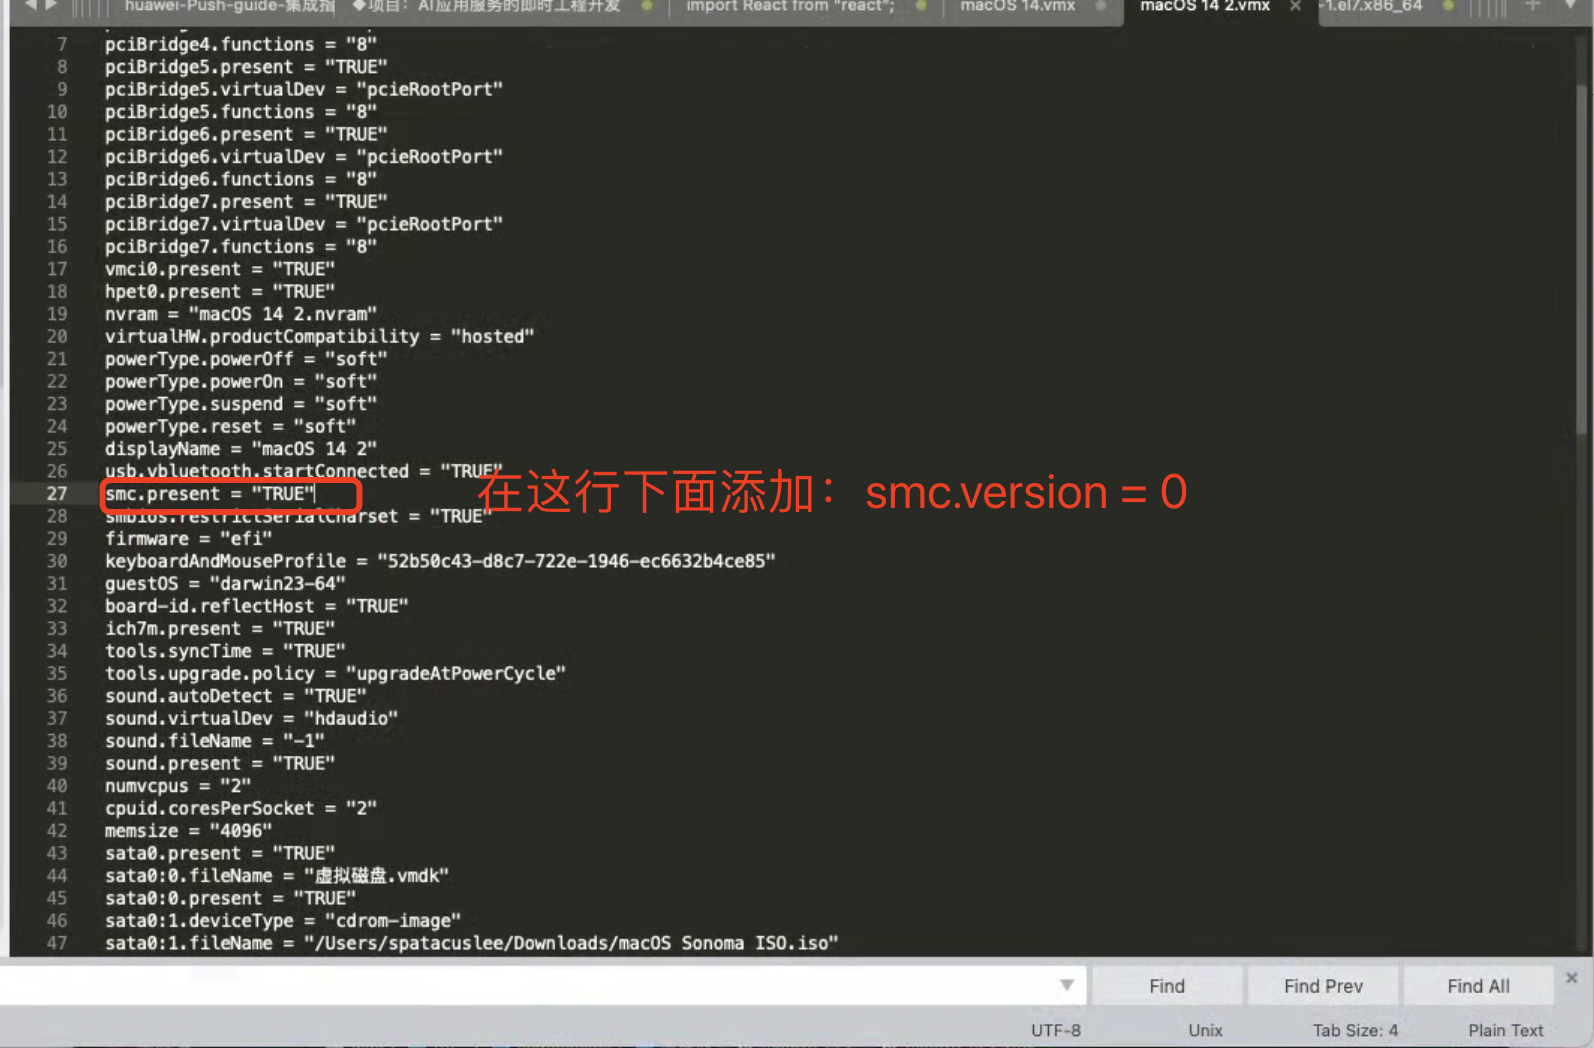 huawei-Push-guide-集成指 ◆项目：AI应用服务的即时工程开发 import React from "react"; macOS 14.vmx macOS 14 2.vmx × -1.el7.x86_64 +
7 pciBridge4.functions = "8"
8 pciBridge5.present = "TRUE"
9 pciBridge5.virtualDev = "pcieRootPort"
10 pciBridge5.functions = "8"
11 pciBridge6.present = "TRUE"
12 pciBridge6.virtualDev = "pcieRootPort"
13 pciBridge6.functions = "8"
14 pciBridge7.present = "TRUE"
15 pciBridge7.virtualDev = "pcieRootPort"
16 pciBridge7.functions = "8"
17 vmci0.present = "TRUE"
18 hpet0.present = "TRUE"
19 nvram = "macOS 14 2.nvram"
20 virtualHW.productCompatibility = "hosted"
21 powerType.powerOff = "soft"
22 powerType.powerOn = "soft"
23 powerType.suspend = "soft"
24 powerType.reset = "soft"
25 displayName = "macOS 14 2"
26 usb.vbluetooth.startConnected = "TRUE"
27 smc.present = "TRUE"
在这行下面添加：smc.version = 0
28 smbios.restrictSerialCharset = "TRUE"
29 firmware = "efi"
30 keyboardAndMouseProfile = "52b50c43-d8c7-722e-1946-ec6632b4ce85"
31 guestOS = "darwin23-64"
32 board-id.reflectHost = "TRUE"
33 ich7m.present = "TRUE"
34 tools.syncTime = "TRUE"
35 tools.upgrade.policy = "upgradeAtPowerCycle"
36 sound.autoDetect = "TRUE"
37 sound.virtualDev = "hdaudio"
38 sound.fileName = "-1"
39 sound.present = "TRUE"
40 numvcpus = "2"
41 cpuid.coresPerSocket = "2"
42 memsize = "4096"
43 sata0.present = "TRUE"
44 sata0:0.fileName = "虚拟磁盘.vmdk"
45 sata0:0.present = "TRUE"
46 sata0:1.deviceType = "cdrom-image"
47 sata0:1.fileName = "/Users/spatacuslee/Downloads/macOS Sonoma ISO.iso"
Find Find Prev Find All ×
UTF-8 Unix Tab Size: 4 Plain Text